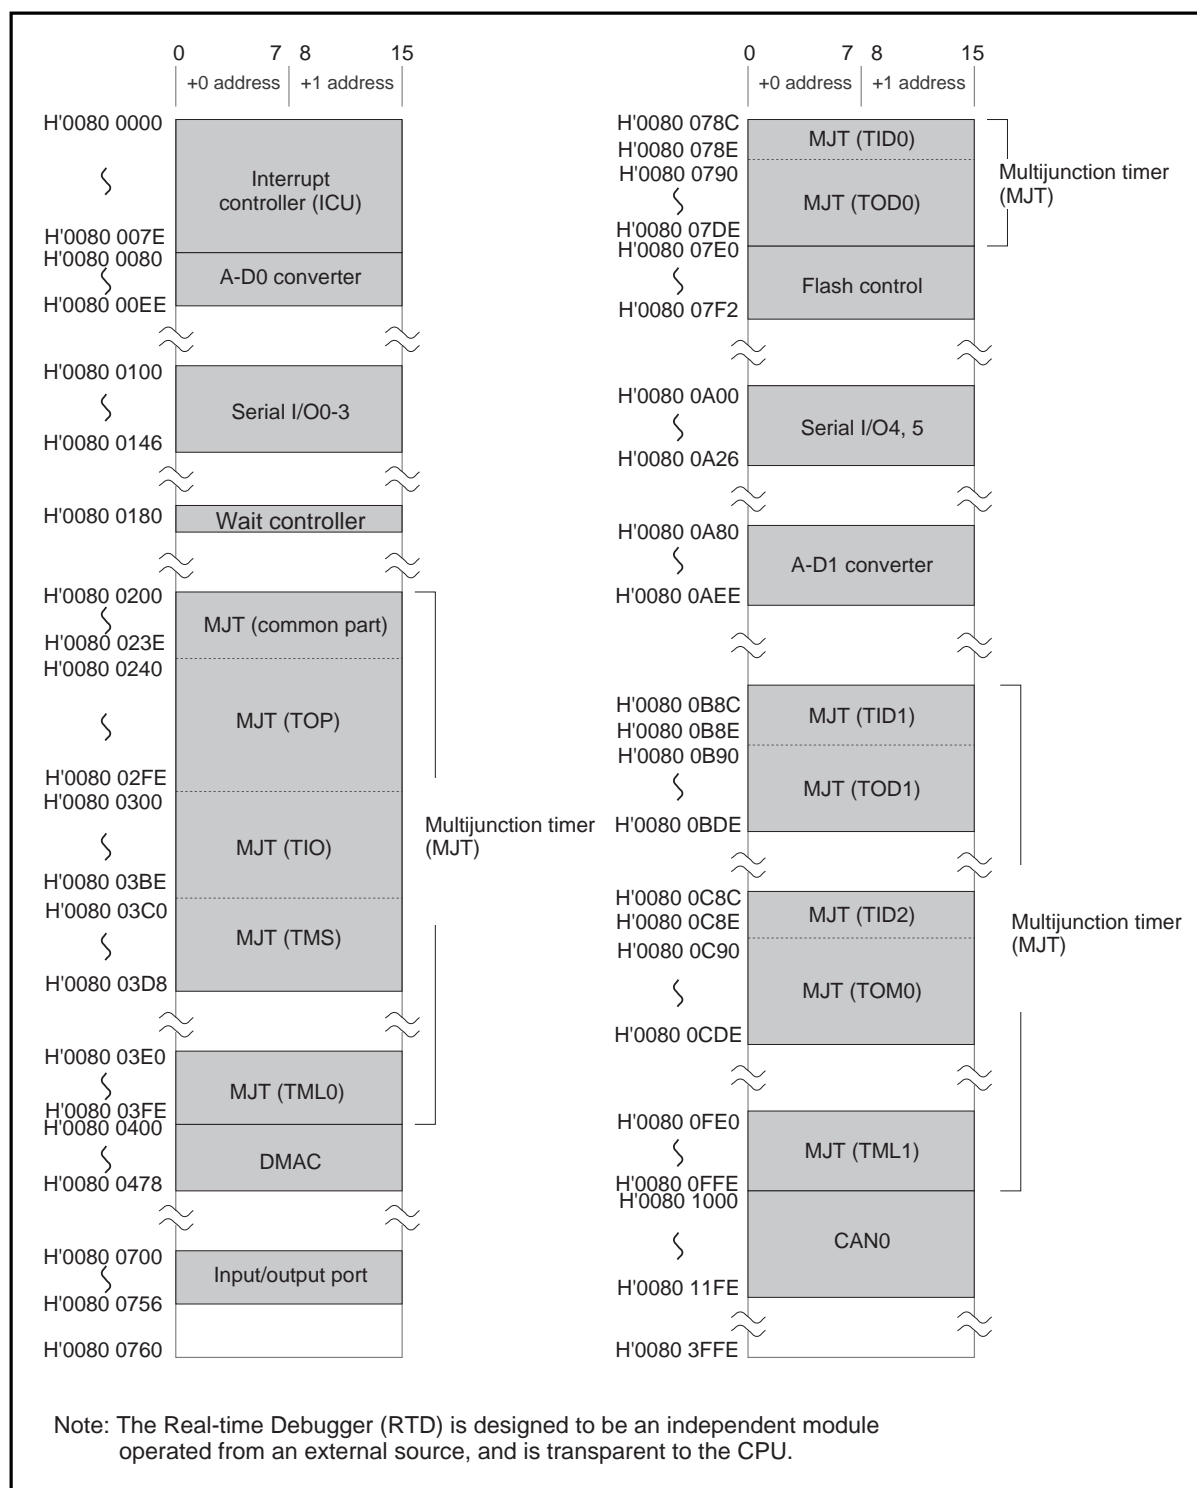 0 7 8 15
+0 address +1 address
H'0080 0000
Interrupt
controller (ICU)
H'0080 007E
H'0080 0080
A-D0 converter
H'0080 00EE
H'0080 0100
Serial I/O0-3
H'0080 0146
H'0080 0180
Wait controller
H'0080 0200
MJT (common part)
H'0080 023E
H'0080 0240
MJT (TOP)
H'0080 02FE
H'0080 0300
MJT (TIO)
H'0080 03BE
H'0080 03C0
MJT (TMS)
H'0080 03D8
Multijunction timer
(MJT)
H'0080 03E0
MJT (TML0)
H'0080 03FE
H'0080 0400
DMAC
H'0080 0478
H'0080 0700
Input/output port
H'0080 0756
H'0080 0760
0 7 8 15
+0 address +1 address
H'0080 078C
MJT (TID0)
H'0080 078E
H'0080 0790
MJT (TOD0)
H'0080 07DE
Multijunction timer
(MJT)
H'0080 07E0
Flash control
H'0080 07F2
H'0080 0A00
Serial I/O4, 5
H'0080 0A26
H'0080 0A80
A-D1 converter
H'0080 0AEE
H'0080 0B8C
MJT (TID1)
H'0080 0B8E
H'0080 0B90
MJT (TOD1)
H'0080 0BDE
H'0080 0C8C
MJT (TID2)
H'0080 0C8E
H'0080 0C90
MJT (TOM0)
H'0080 0CDE
Multijunction timer
(MJT)
H'0080 0FE0
MJT (TML1)
H'0080 0FFE
H'0080 1000
CAN0
H'0080 11FE
H'0080 3FFE
Note: The Real-time Debugger (RTD) is designed to be an independent module
operated from an external source, and is transparent to the CPU.